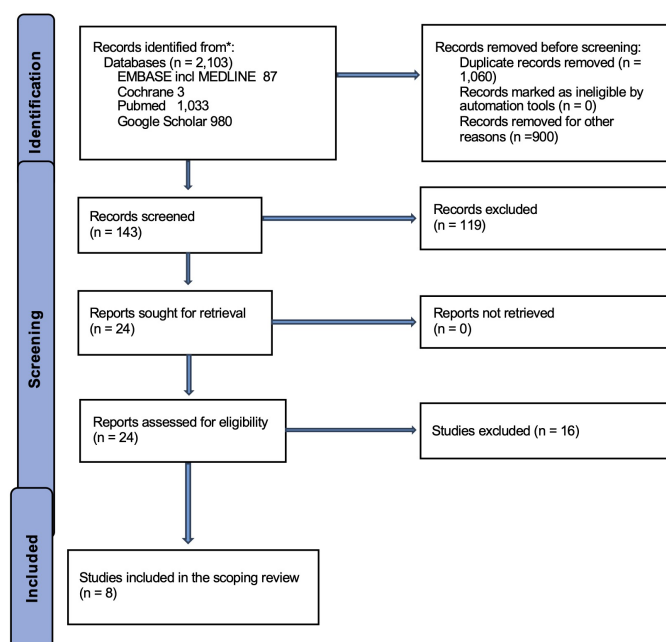 Identification
Records identified from*:
Databases (n = 2,103)
EMBASE incl MEDLINE 87
Cochrane 3
Pubmed 1,033
Google Scholar 980
Records removed before screening:
Duplicate records removed (n =
1,060)
Records marked as ineligible by
automation tools (n = 0)
Records removed for other
reasons (n =900)
Screening
Records screened
(n = 143)
Records excluded
(n = 119)
Reports sought for retrieval
(n = 24)
Reports not retrieved
(n = 0)
Reports assessed for eligibility
(n = 24)
Studies excluded (n = 16)
Included
Studies included in the scoping review
(n = 8)